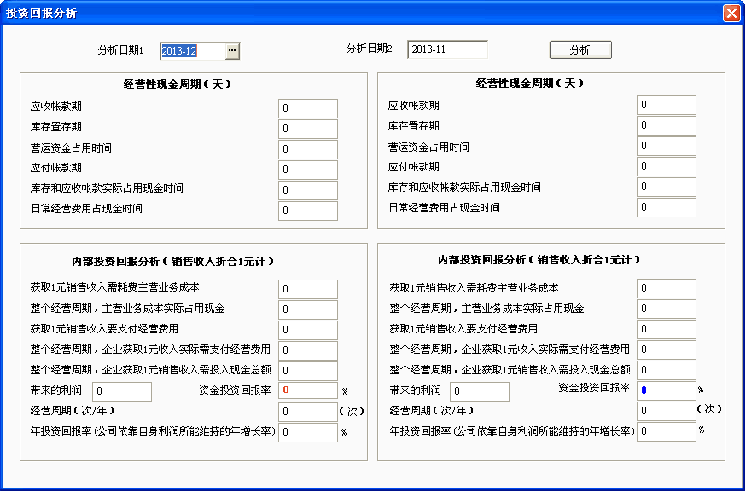 投资回报分析
分析日期1 2013-12 ... 分析日期2 2013-11 分析
经营性现金周期(天)
应收帐款期 0
库存置存期 0
营运资金占用时间 0
应付帐款期 0
库存和应收帐款实际占用现金时间 0
日常经营费用占现金时间 0
经营性现金周期(天)
应收帐款期 0
库存置存期 0
营运资金占用时间 0
应付帐款期 0
库存和应收帐款实际占用现金时间 0
日常经营费用占现金时间 0
内部投资回报分析(销售收入折合1元计)
获取1元销售收入需耗费主营业务成本 0
整个经营周期,主营业务成本实际占用现金 0
获取1元销售收入要支付经营费用 0
整个经营周期,企业获取1元收入实际需支付经营费用 0
整个经营周期,企业获取1元销售收入需投入现金总额 0
带来的利润 0 资金投资回报率 0 %
经营周期(次/年) 0 (次)
年投资回报率(公司依靠自身利润所能维持的年增长率) 0 %
内部投资回报分析(销售收入折合1元计)
获取1元销售收入需耗费主营业务成本 0
整个经营周期,主营业务成本实际占用现金 0
获取1元销售收入要支付经营费用 0
整个经营周期,企业获取1元收入实际需支付经营费用 0
整个经营周期,企业获取1元销售收入需投入现金总额 0
带来的利润 0 资金投资回报率 0 %
经营周期(次/年) 0 (次)
年投资回报率(公司依靠自身利润所能维持的年增长率) 0 %